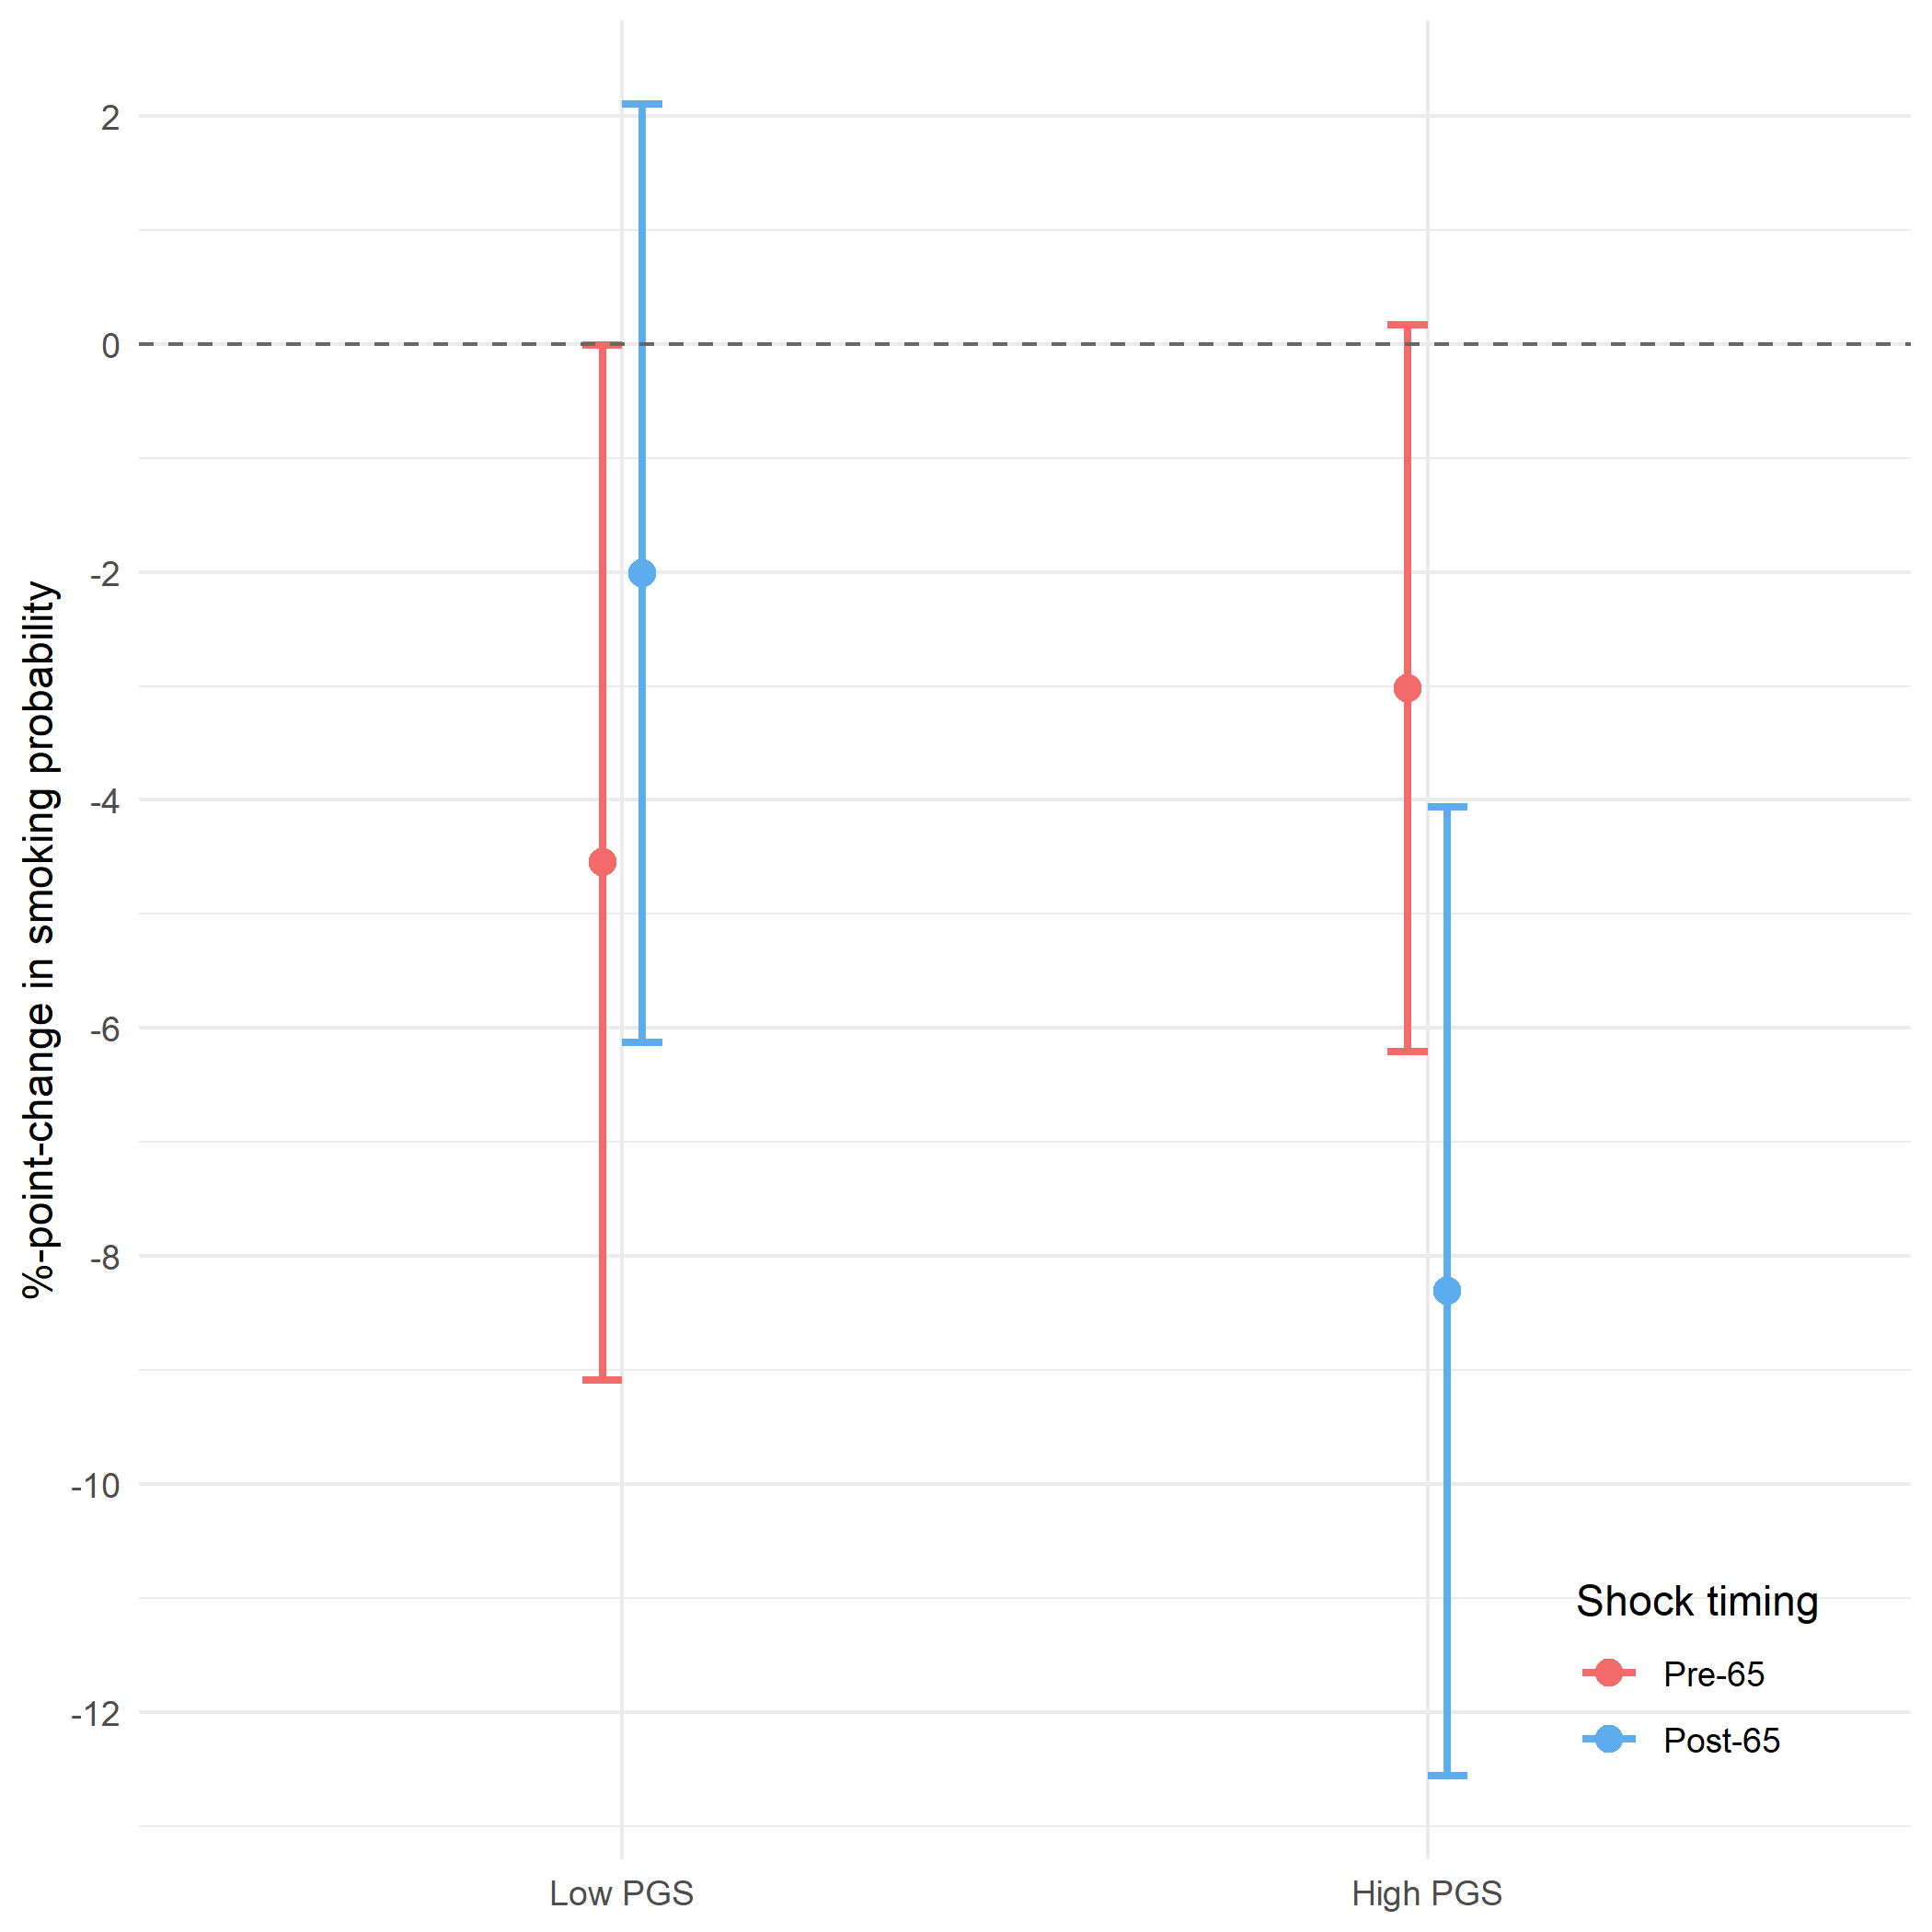 %-point-change in smoking probability
2
0
-2
-4
-6
-8
-10
-12
Low PGS
High PGS
Shock timing
Pre-65
Post-65